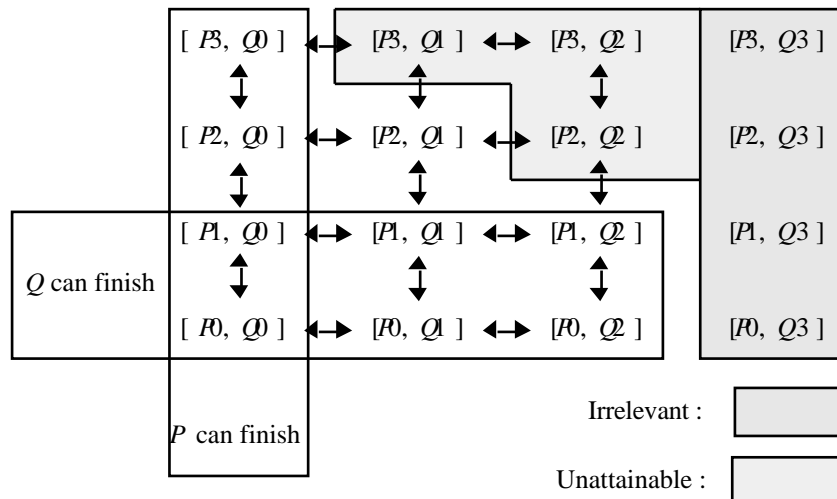 [ P3, Q0 ] [P3, Q1 ] [P3, Q2 ] [P3, Q3 ]
[ P2, Q0 ] [P2, Q1 ] [P2, Q2 ] [P2, Q3 ]
[ P1, Q0 ] [P1, Q1 ] [P1, Q2 ] [P1, Q3 ]
Q can finish
[ P0, Q0 ] [P0, Q1 ] [P0, Q2 ] [P0, Q3 ]
Irrelevant :
P can finish
Unattainable :